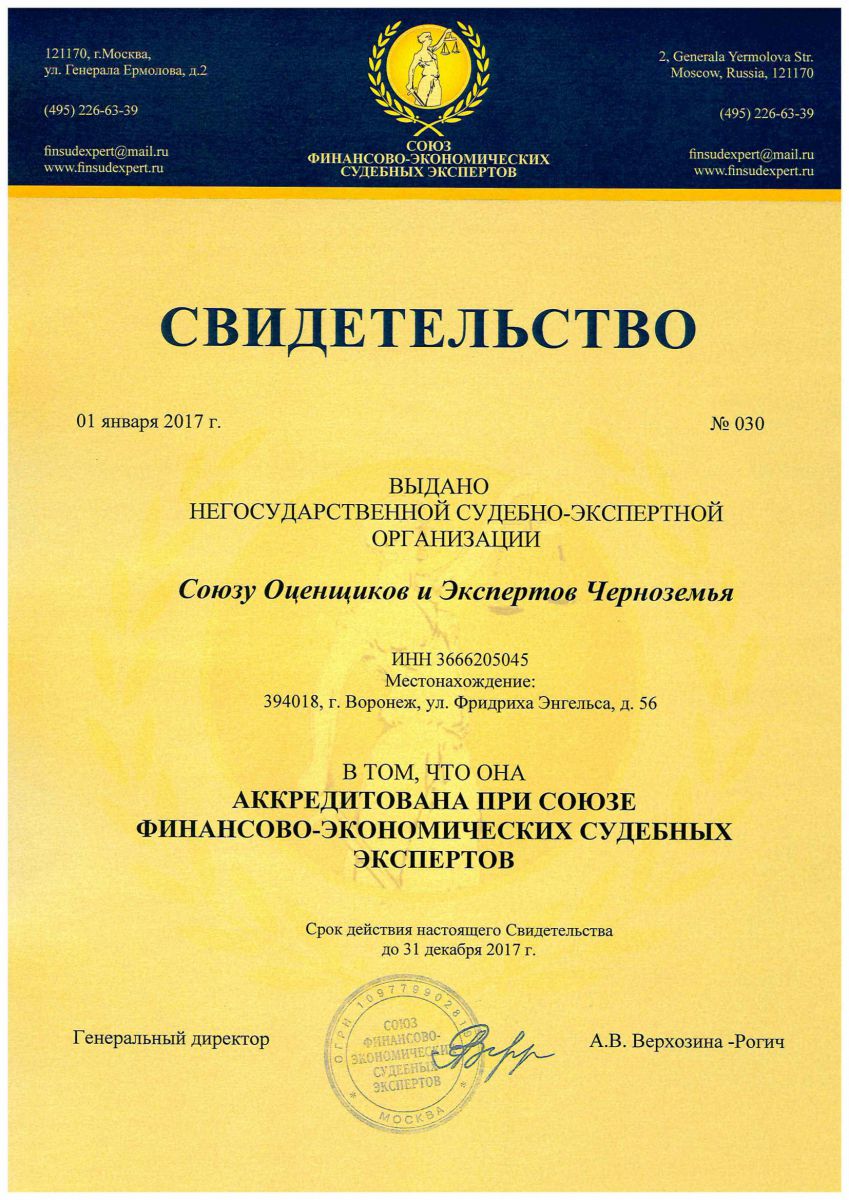 121170, г.Москва,
ул. Генерала Ермолова, д.2
(495) 226-63-39
finsudexpert@mail.ru
www.finsudexpert.ru
СОЮЗ
ФИНАНСОВО-ЭКОНОМИЧЕСКИХ
СУДЕБНЫХ ЭКСПЕРТОВ
2, Generala Yermolova Str.
Moscow, Russia, 121170
(495) 226-63-39
finsudexpert@mail.ru
www.finsudexpert.ru
СВИДЕТЕЛЬСТВО
01 января 2017 г.
№ 030
ВЫДАНО
НЕГОСУДАРСТВЕННОЙ СУДЕБНО-ЭКСПЕРТНОЙ
ОРГАНИЗАЦИИ
Союзу Оценщиков и Экспертов Черноземья
ИНН 3666205045
Местонахождение:
394018, г. Воронеж, ул. Фридриха Энгельса, д. 56
В ТОМ, ЧТО ОНА
АККРЕДИТОВАНА ПРИ СОЮЗЕ
ФИНАНСОВО-ЭКОНОМИЧЕСКИХ СУДЕБНЫХ
ЭКСПЕРТОВ
Срок действия настоящего Свидетельства
до 31 декабря 2017 г.
Генеральный директор
ОГРН
СОЮЗ
ФИНАНСОВО-
ЭКОНОМИЧЕСКИХ
СУДЕБНЫХ
ЭКСПЕРТОВ
* МОСКВА *
А.В. Верхозина -Рогич